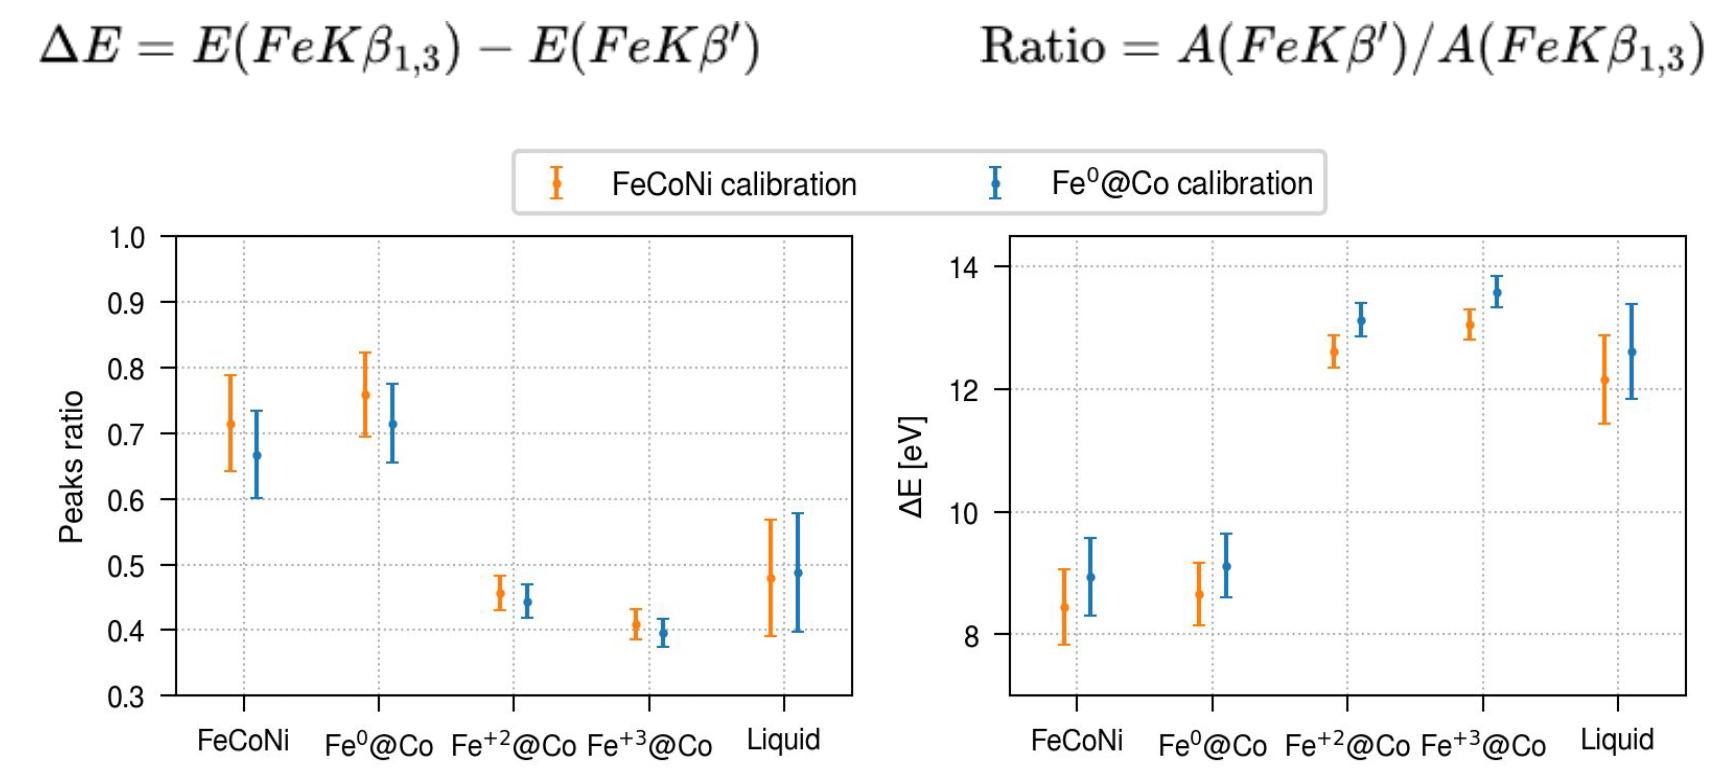 ΔE = E(FeKβ₁,₃) − E(FeKβ′)
Ratio = A(FeKβ′)/A(FeKβ₁,₃)
FeCoNi calibration
Fe⁰@Co calibration
Peaks ratio
1.0
0.9
0.8
0.7
0.6
0.5
0.4
0.3
FeCoNi
Fe⁰@Co
Fe⁺²@Co
Fe⁺³@Co
Liquid
ΔE [eV]
14
12
10
8
FeCoNi
Fe⁰@Co
Fe⁺²@Co
Fe⁺³@Co
Liquid